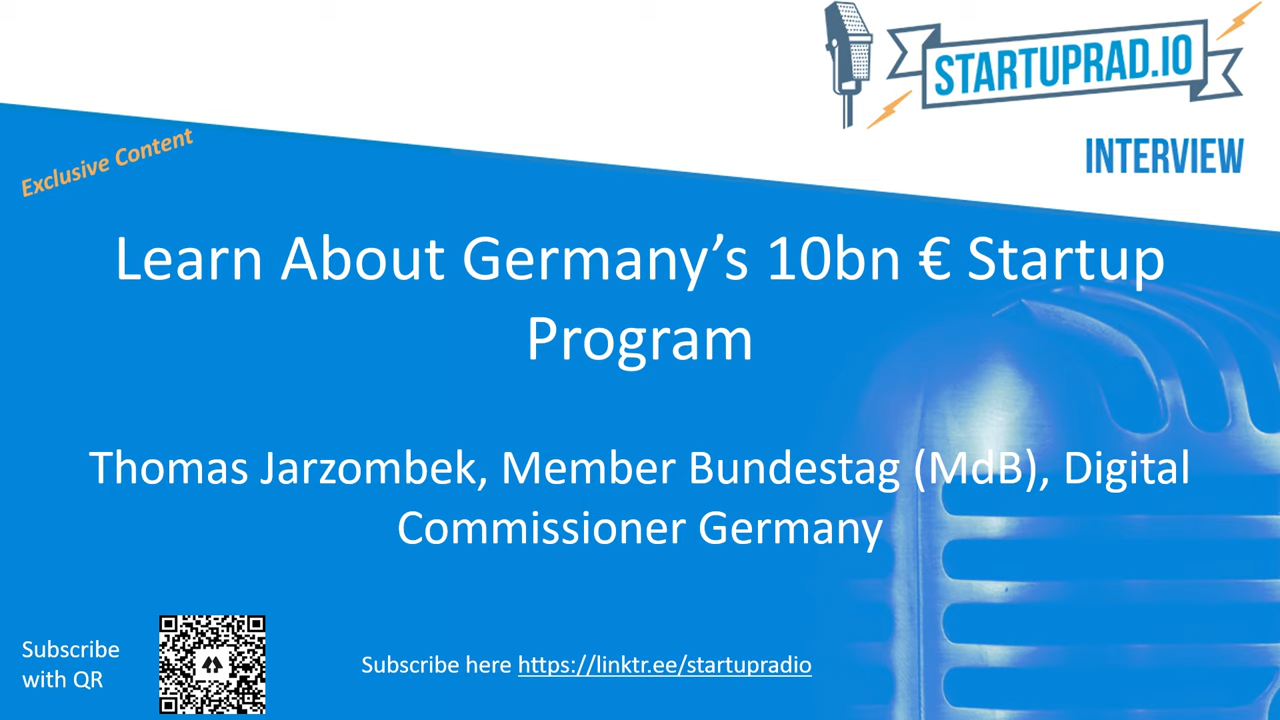 STARTUPRAD.IO
INTERVIEW
Exclusive Content
Learn About Germany’s 10bn € Startup
Program
Thomas Jarzombek, Member Bundestag (MdB), Digital
Commissioner Germany
Subscribe
with QR
Subscribe here https://linktr.ee/startupradio